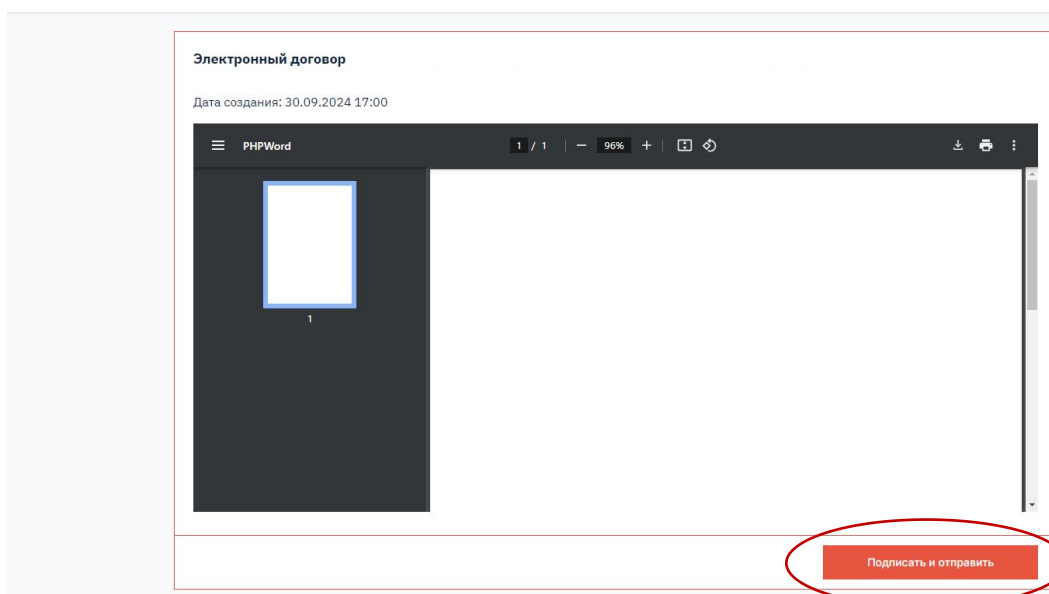 Электронный договор
Дата создания: 30.09.2024 17:00
PHPWord 1 / 1 96%
1
Подписать и отправить